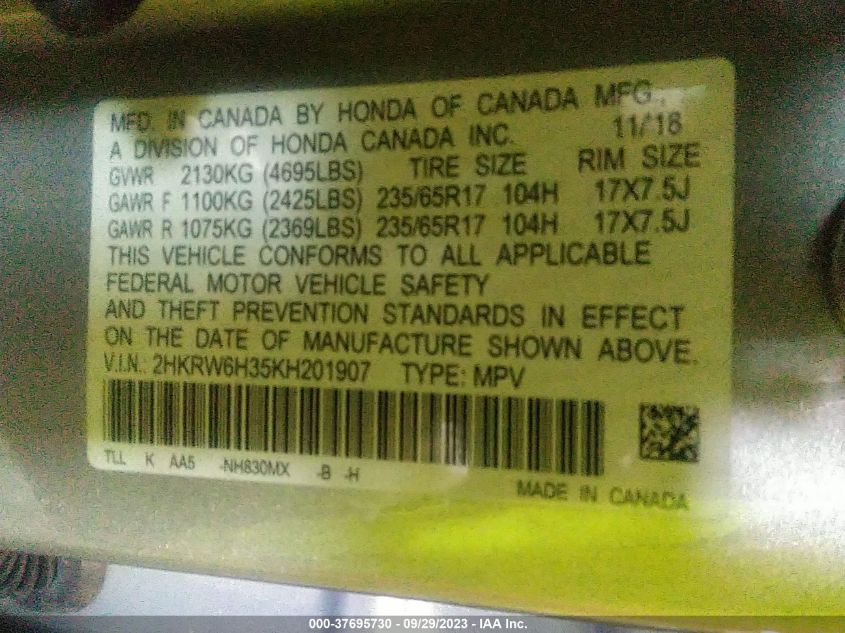 MFD. IN CANADA BY HONDA OF CANADA MFG.,
A DIVISION OF HONDA CANADA INC. 11/18
GVWR 2130KG (4695LBS) TIRE SIZE RIM SIZE
GAWR F 1100KG (2425LBS) 235/65R17 104H 17X7.5J
GAWR R 1075KG (2369LBS) 235/65R17 104H 17X7.5J
THIS VEHICLE CONFORMS TO ALL APPLICABLE
FEDERAL MOTOR VEHICLE SAFETY
AND THEFT PREVENTION STANDARDS IN EFFECT
ON THE DATE OF MANUFACTURE SHOWN ABOVE.
V.I.N.: 2HKRW6H35KH201907 TYPE: MPV
TLL K AA5 -NH830MX -B -H
MADE IN CANADA
000-37695730 - 09/29/2023 - IAA Inc.